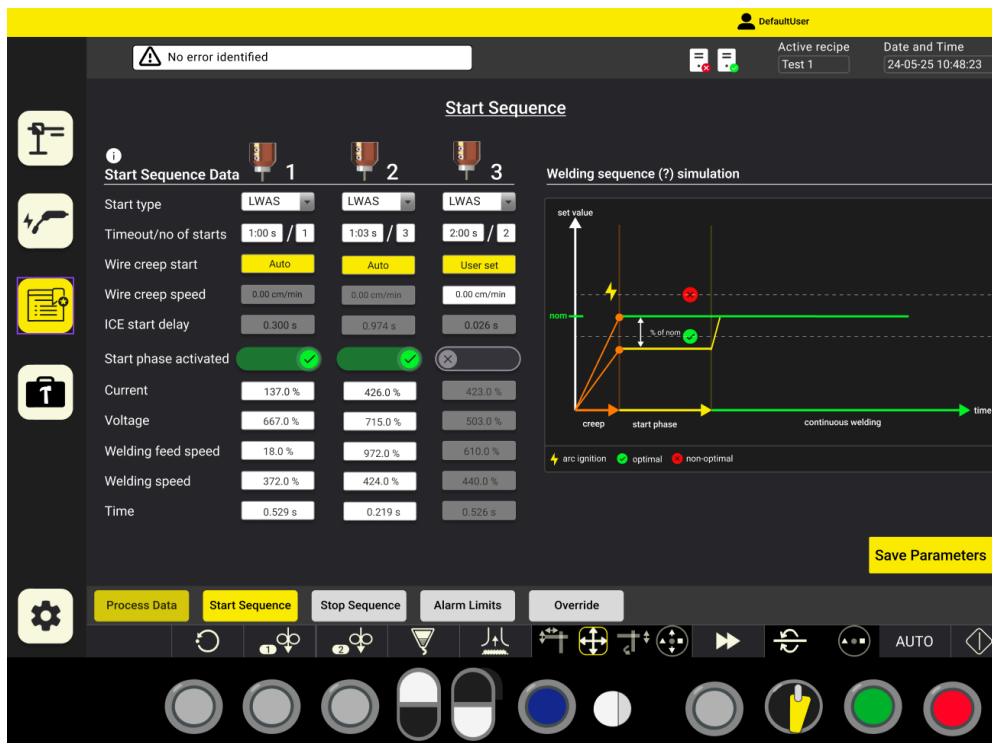 DefaultUser
No error identified
Active recipe
Test 1
Date and Time
24-05-25 10:48:23
Start Sequence
Start Sequence Data
1
2
3
Start type
LWAS
LWAS
LWAS
Timeout/no of starts
1:00 s / 1
1:03 s / 3
2:00 s / 2
Wire creep start
Auto
Auto
User set
Wire creep speed
0.00 cm/min
0.00 cm/min
0.00 cm/min
ICE start delay
0.300 s
0.974 s
0.026 s
Start phase activated
Current
137.0 %
426.0 %
423.0 %
Voltage
667.0 %
715.0 %
503.0 %
Welding feed speed
18.0 %
972.0 %
610.0 %
Welding speed
372.0 %
424.0 %
440.0 %
Time
0.529 s
0.219 s
0.526 s
Welding sequence (?) simulation
set value
nom
% of nom
creep
start phase
continuous welding
time
arc ignition
optimal
non-optimal
Save Parameters
Process Data
Start Sequence
Stop Sequence
Alarm Limits
Override
1
2
AUTO